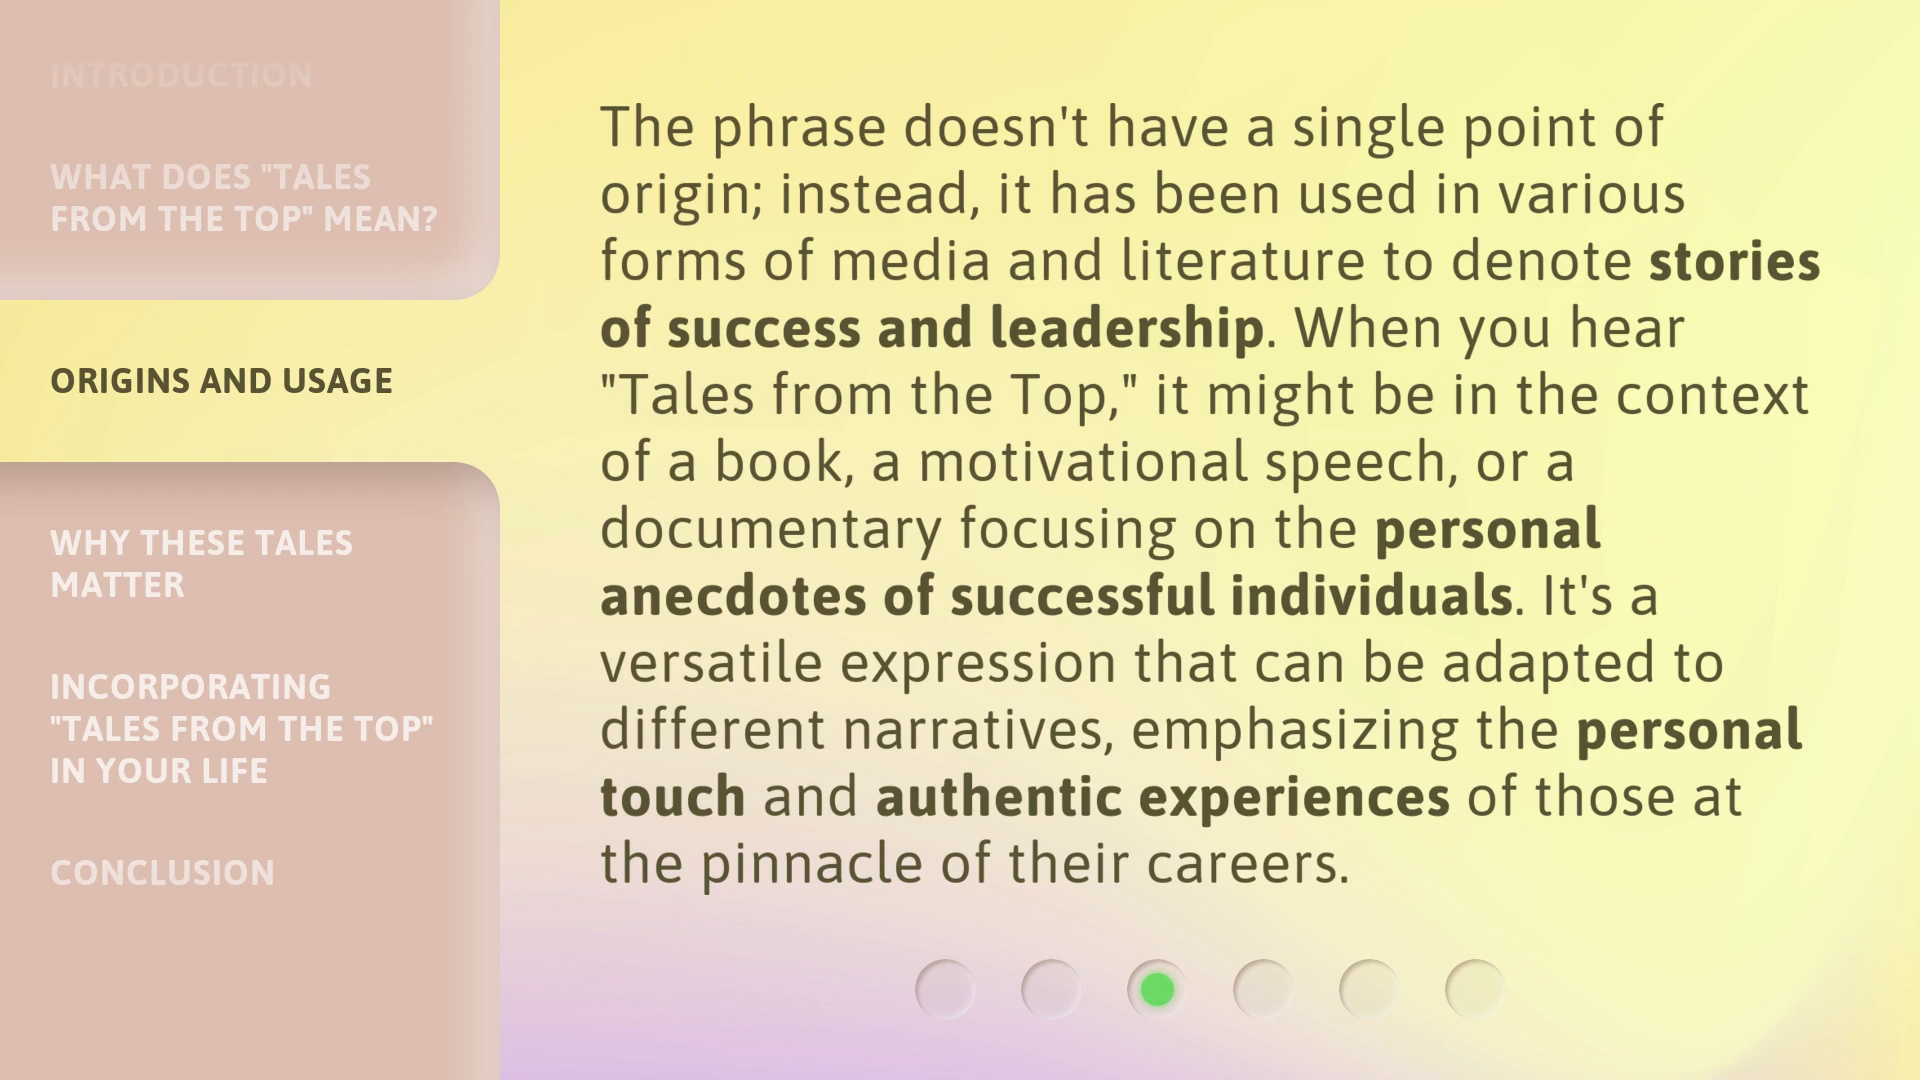 INTRODUCTION
WHAT DOES "TALES
FROM THE TOP" MEAN?
ORIGINS AND USAGE
WHY THESE TALES
MATTER
INCORPORATING
"TALES FROM THE TOP"
IN YOUR LIFE
CONCLUSION
The phrase doesn't have a single point of
origin; instead, it has been used in various
forms of media and literature to denote stories
of success and leadership. When you hear
"Tales from the Top," it might be in the context
of a book, a motivational speech, or a
documentary focusing on the personal
anecdotes of successful individuals. It's a
versatile expression that can be adapted to
different narratives, emphasizing the personal
touch and authentic experiences of those at
the pinnacle of their careers.